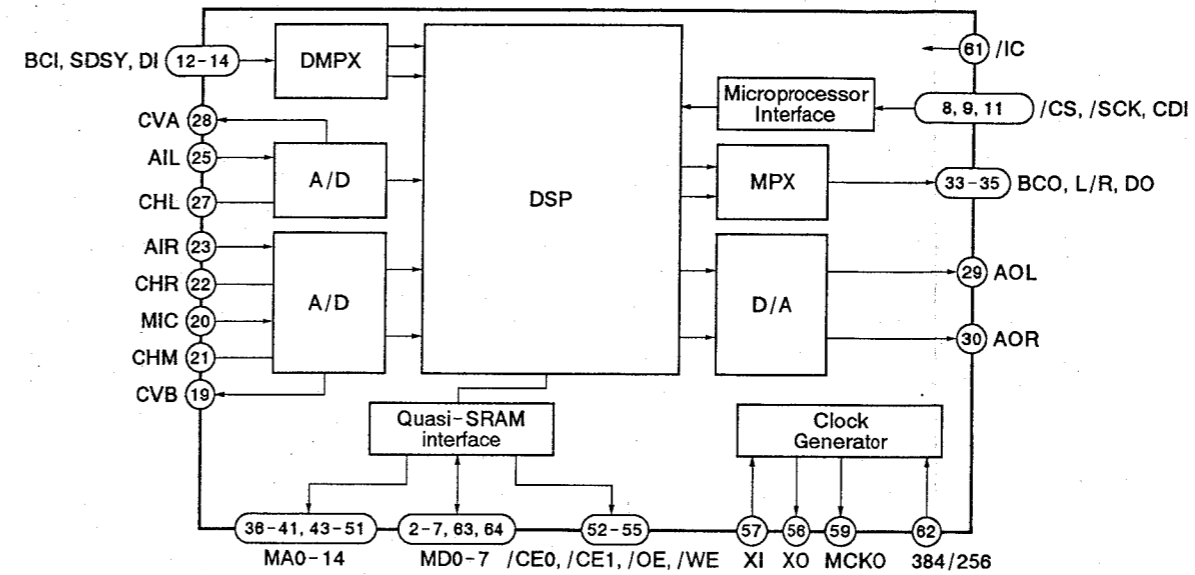 BCI, SDSY, DI 12-14
DMPX
61 /IC
Microprocessor
Interface
8, 9, 11 /CS, /SCK, CDI
CVA 28
AIL 25
A/D
CHL 27
DSP
MPX
33-35 BCO, L/R, DO
AIR 23
CHR 22
A/D
MIC 20
CHM 21
CVB 19
D/A
29 AOL
30 AOR
Quasi-SRAM
interface
Clock
Generator
36-41, 43-51
2-7, 63, 64
52-55
57
56
59
62
MA0-14
MD0-7
/CE0, /CE1, /OE, /WE
XI
XO
MCKO
384/256